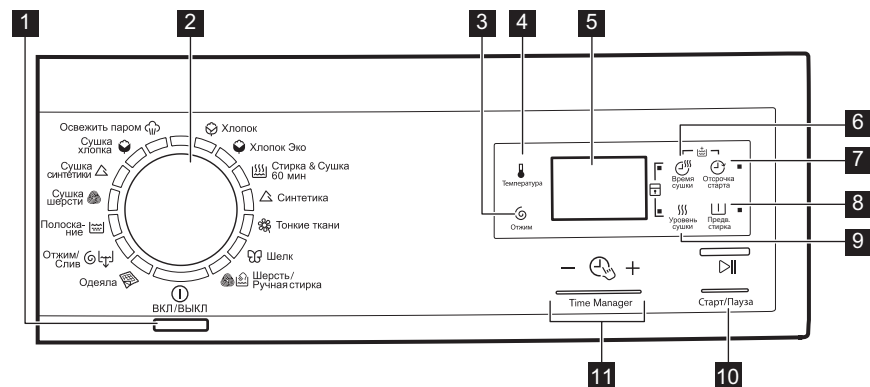 1
2
3
4
5
6
7
8
9
10
11
Освежить паром
Сушка
хлопка
Сушка
синтетики
Сушка
шерсти
Полоска-
ние
Отжим/
Слив
Одеяла
Хлопок
Хлопок Эко
Стирка & Сушка
60 мин
Синтетика
Тонкие ткани
Шелк
Шерсть/
Ручная стирка
ВКЛ/ВЫКЛ
Температура
Отжим
Время
сушки
Отсрочка
старта
Уровень
сушки
Предв.
стирка
Time Manager
Старт/Пауза